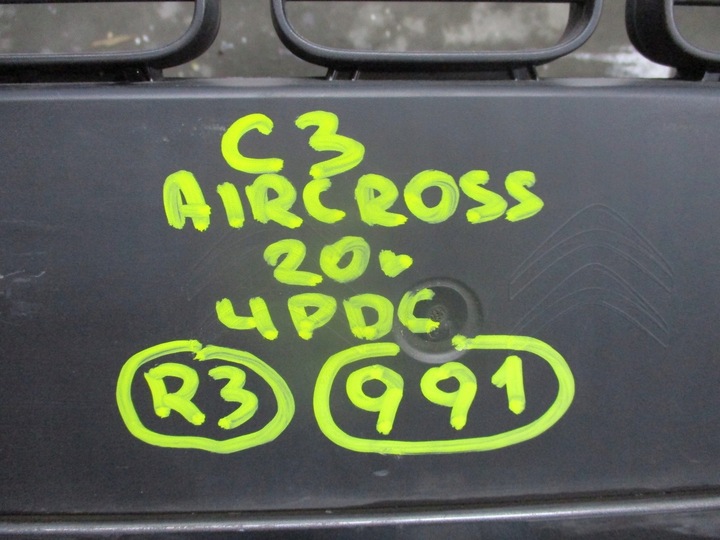 C3
AIRCROSS
20.
4PDC
R3 991